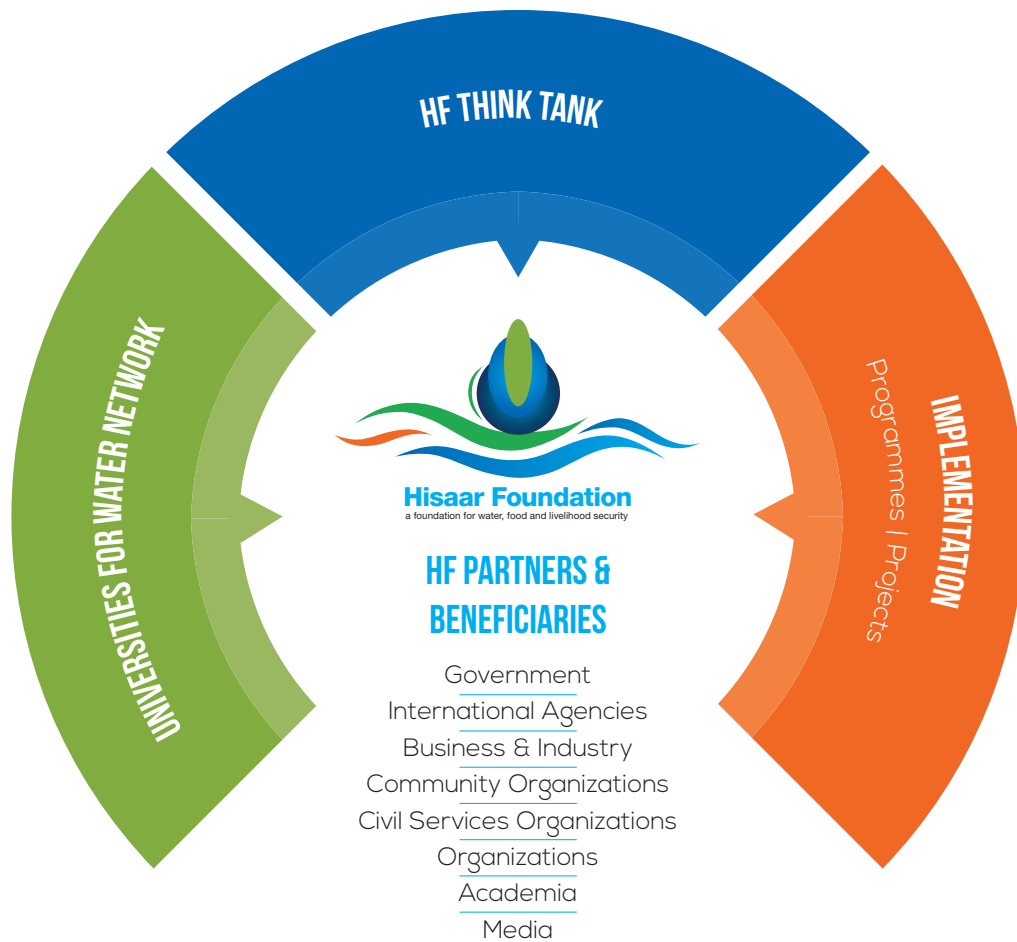 HF THINK TANK
UNIVERSITIES FOR WATER NETWORK
IMPLEMENTATION
Programmes | Projects
Hisaar Foundation
a foundation for water, food and livelihood security
HF PARTNERS &
BENEFICIARIES
Government
International Agencies
Business & Industry
Community Organizations
Civil Services Organizations
Organizations
Academia
Media